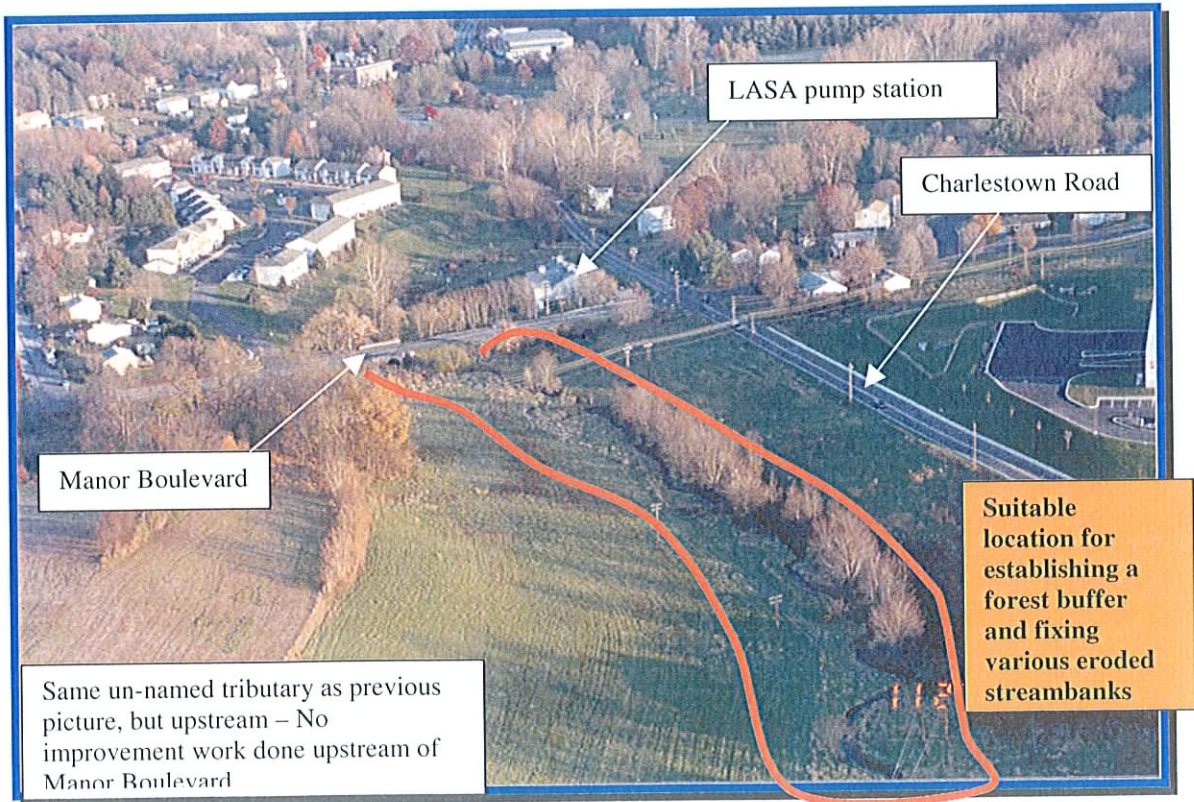 LASA pump station
Charlestown Road
Manor Boulevard
Suitable
location for
establishing a
forest buffer
and fixing
various eroded
streambanks
112
Same un-named tributary as previous
picture, but upstream – No
improvement work done upstream of
Manor Boulevard